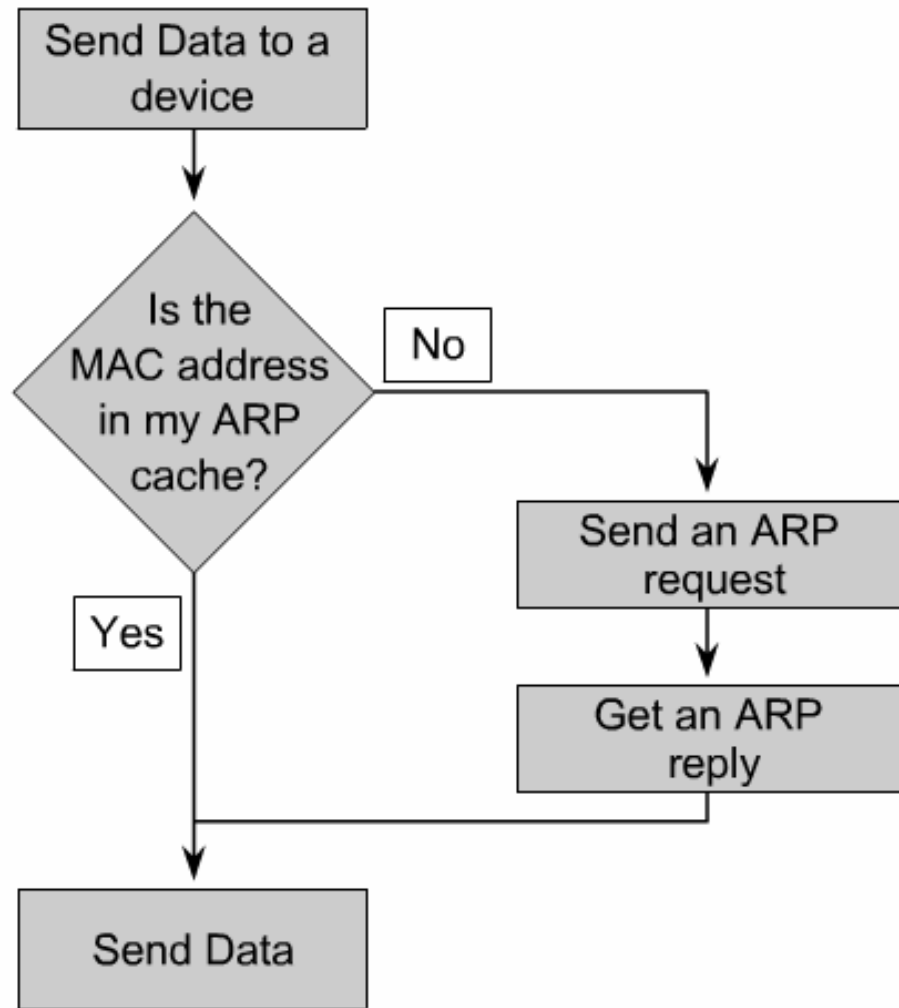 Send Data to a
device
Is the
MAC address
in my ARP
cache?
No
Send an ARP
request
Yes
Get an ARP
reply
Send Data